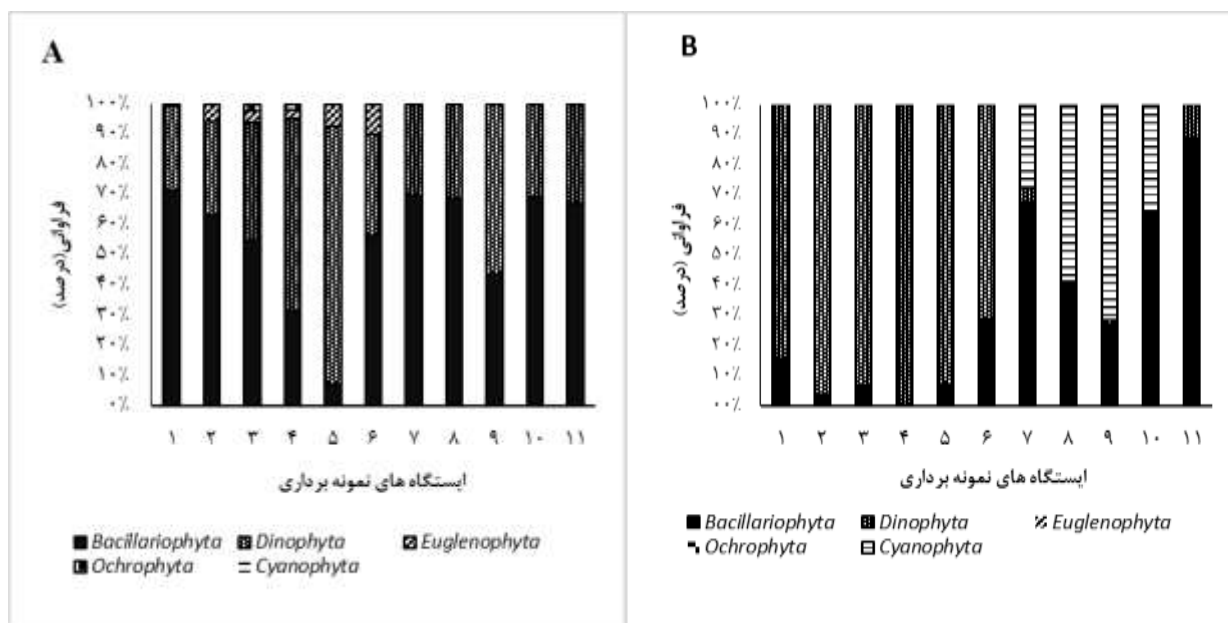 A
۱۰۰٪
۹۰٪
۸۰٪
۷۰٪
۶۰٪
۵۰٪
۴۰٪
۳۰٪
۲۰٪
۱۰٪
۰٪
فراوانی(درصد)
۱ ۲ ۳ ۴ ۵ ۶ ۷ ۸ ۹ ۱۰ ۱۱
ایستگاه های نمونه برداری
Bacillariophyta Dinophyta Euglenophyta
Ochrophyta Cyanophyta
B
۱۰۰٪
۹۰٪
۸۰٪
۷۰٪
۶۰٪
۵۰٪
۴۰٪
۳۰٪
۲۰٪
۱۰٪
۰۰٪
فراوانی (درصد)
۱ ۲ ۳ ۴ ۵ ۶ ۷ ۸ ۹ ۱۰ ۱۱
ایستگاه های نمونه برداری
Bacillariophyta Dinophyta Euglenophyta
Ochrophyta Cyanophyta